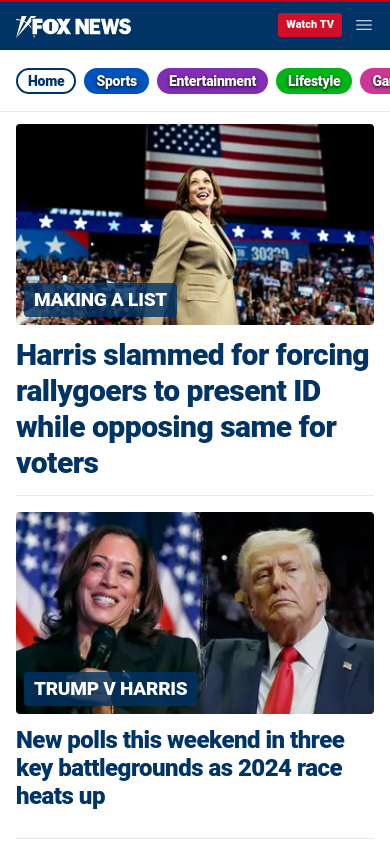 FOX NEWS
Watch TV
Home
Sports
Entertainment
Lifestyle
MAKING A LIST
Harris slammed for forcing
rallygoers to present ID
while opposing same for
voters
TRUMP V HARRIS
New polls this weekend in three
key battlegrounds as 2024 race
heats up